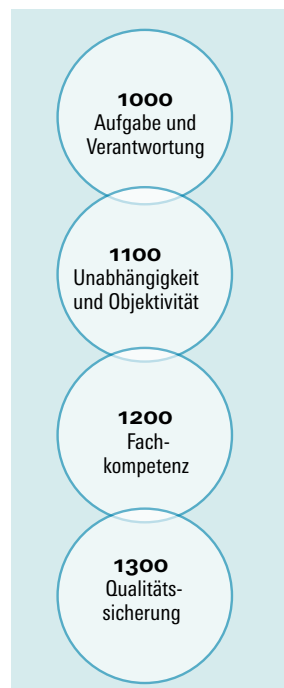 1000
Aufgabe und
Verantwortung
1100
Unabhängigkeit
und Objektivität
1200
Fach-
kompetenz
1300
Qualitäts-
sicherung